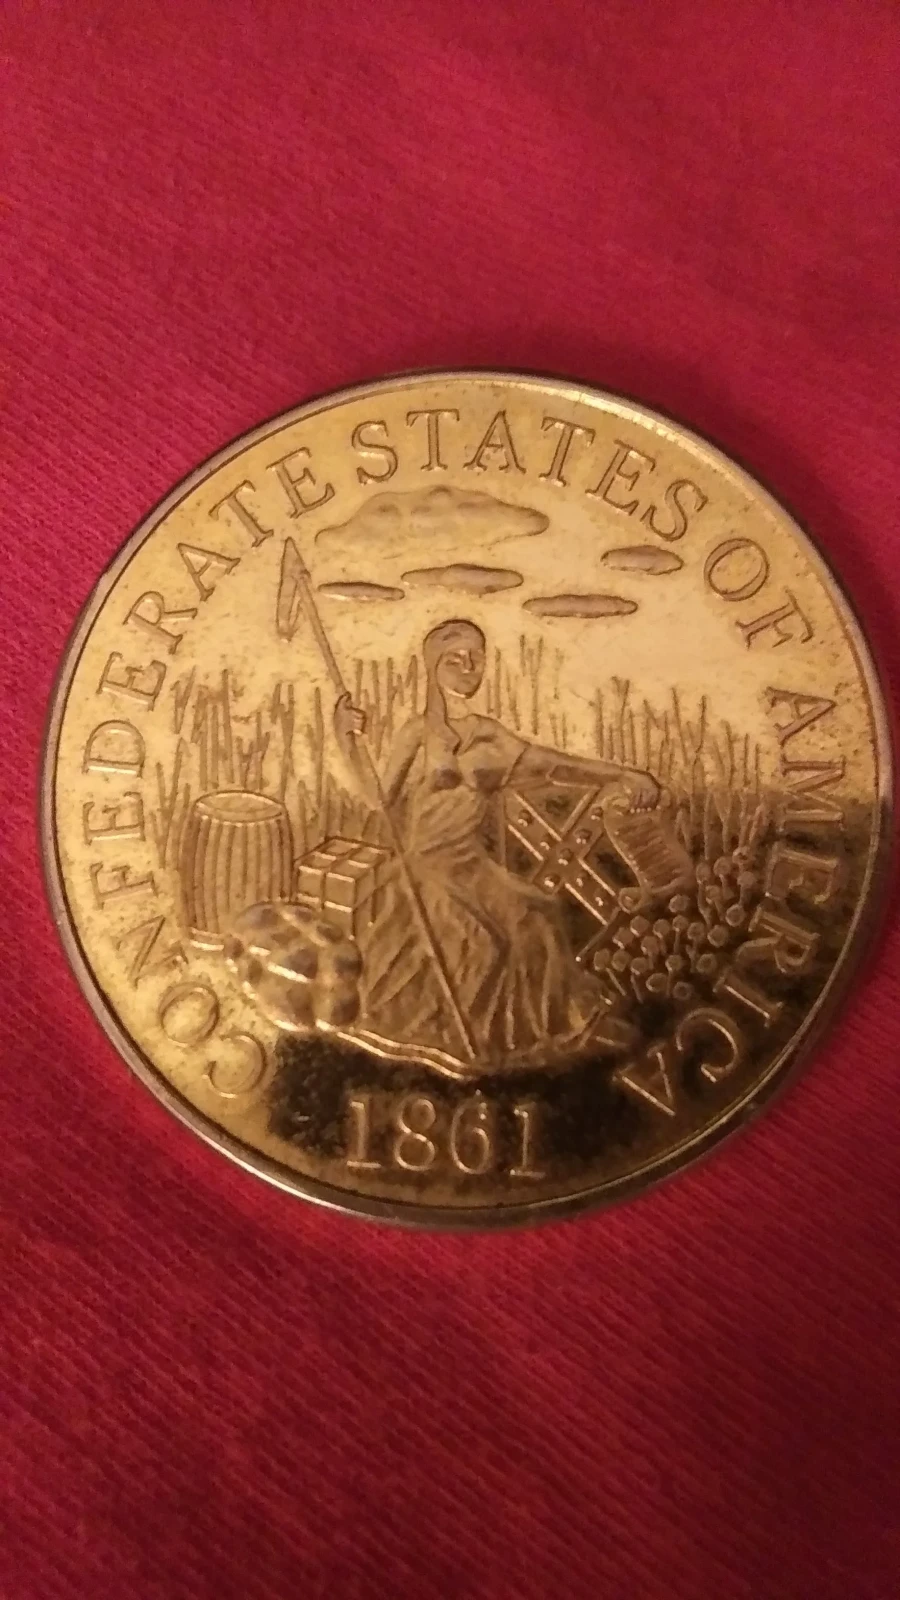 CONFEDERATE STATES OF AMERICA
1861